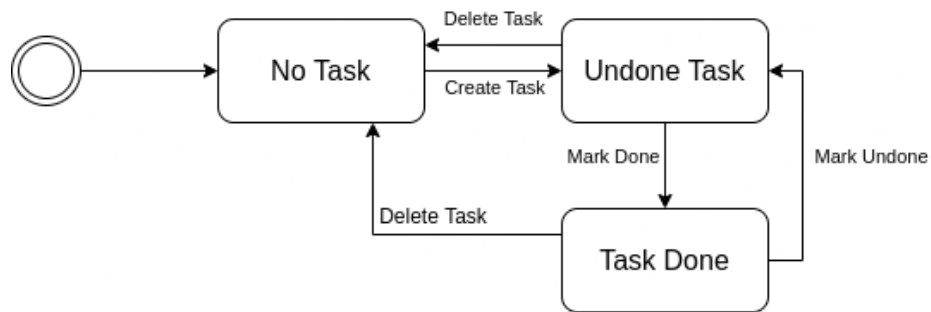 Delete Task
No Task
Undone Task
Create Task
Mark Done
Mark Undone
Delete Task
Task Done